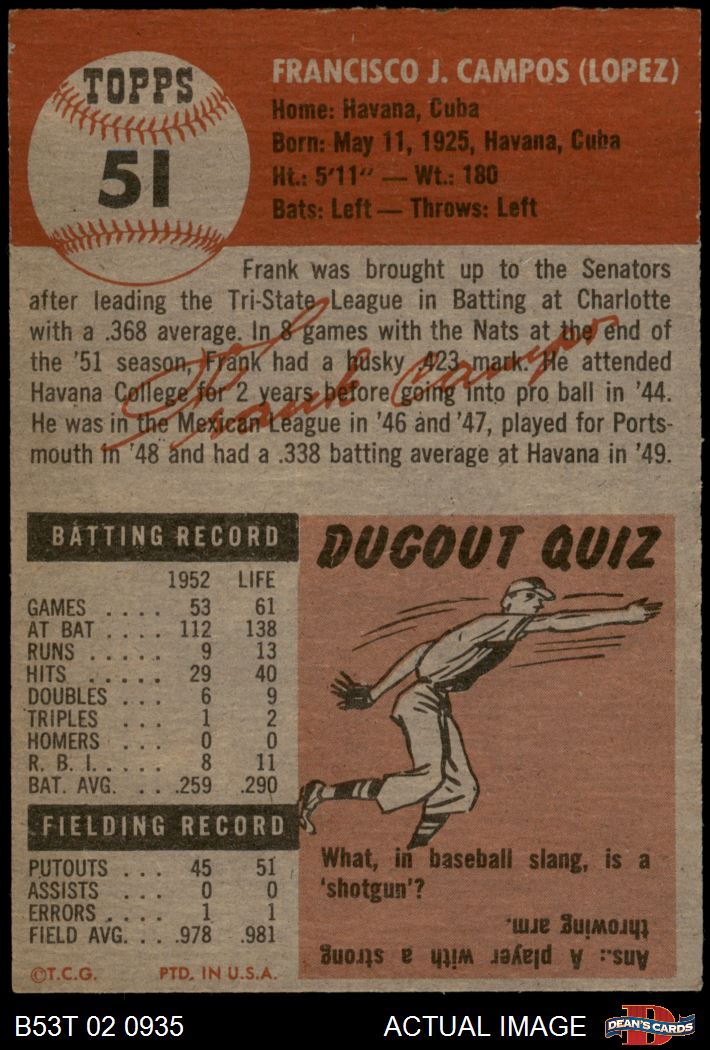 TOPPS
51
FRANCISCO J. CAMPOS (LOPEZ)
Home: Havana, Cuba
Born: May 11, 1925, Havana, Cuba
Ht.: 5'11" — Wt.: 180
Bats: Left — Throws: Left
Frank was brought up to the Senators
after leading the Tri-State League in Batting at Charlotte
with a .368 average. In 8 games with the Nats at the end of
the '51 season, Frank had a husky .423 mark. He attended
Havana College for 2 years before going into pro ball in '44.
He was in the Mexican League in '46 and '47, played for Ports-
mouth in '48 and had a .338 batting average at Havana in '49.
Frank Campos
BATTING RECORD
1952 LIFE
GAMES .... 53 61
AT BAT .... 112 138
RUNS ..... 9 13
HITS ..... 29 40
DOUBLES ... 6 9
TRIPLES ... 1 2
HOMERS ... 0 0
R. B. I. .... 8 11
BAT. AVG. ... .259 .290
FIELDING RECORD
PUTOUTS ... 45 51
ASSISTS ... 0 0
ERRORS .... 1 1
FIELD AVG. ... .978 .981
©T.C.G. PTD. IN U.S.A.
DUGOUT QUIZ
What, in baseball slang, is a
'shotgun'?
Ans.: A player with a strong
throwing arm.
B53T 02 0935 ACTUAL IMAGE
DEAN'S CARDS